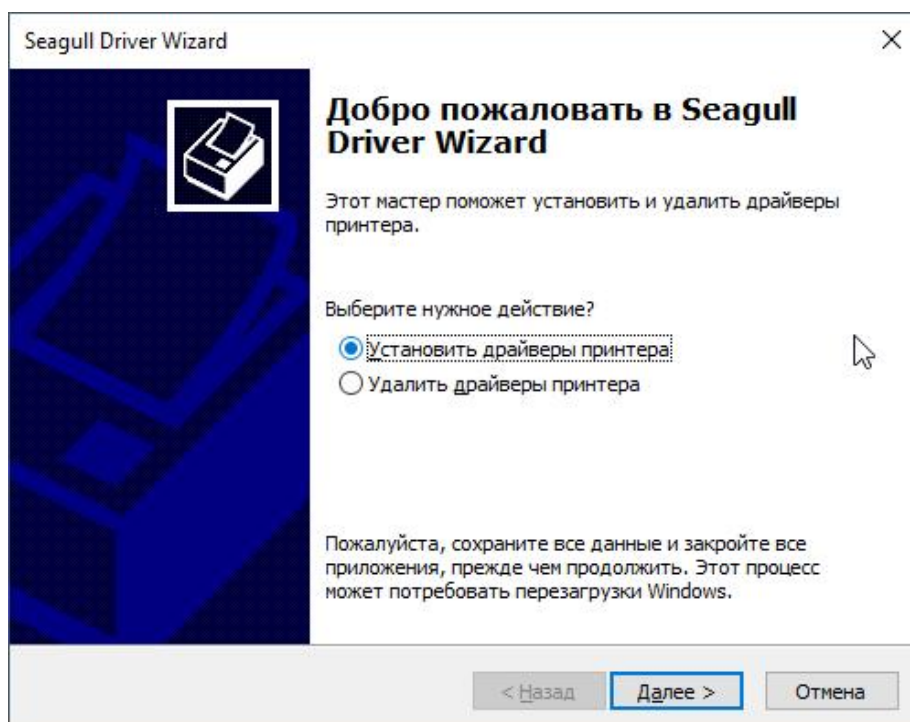 Seagull Driver Wizard
Добро пожаловать в Seagull
Driver Wizard
Этот мастер поможет установить и удалить драйверы
принтера.
Выберите нужное действие?
Установить драйверы принтера
Удалить драйверы принтера
Пожалуйста, сохраните все данные и закройте все
приложения, прежде чем продолжить. Этот процесс
может потребовать перезагрузки Windows.
< Назад Далее > Отмена